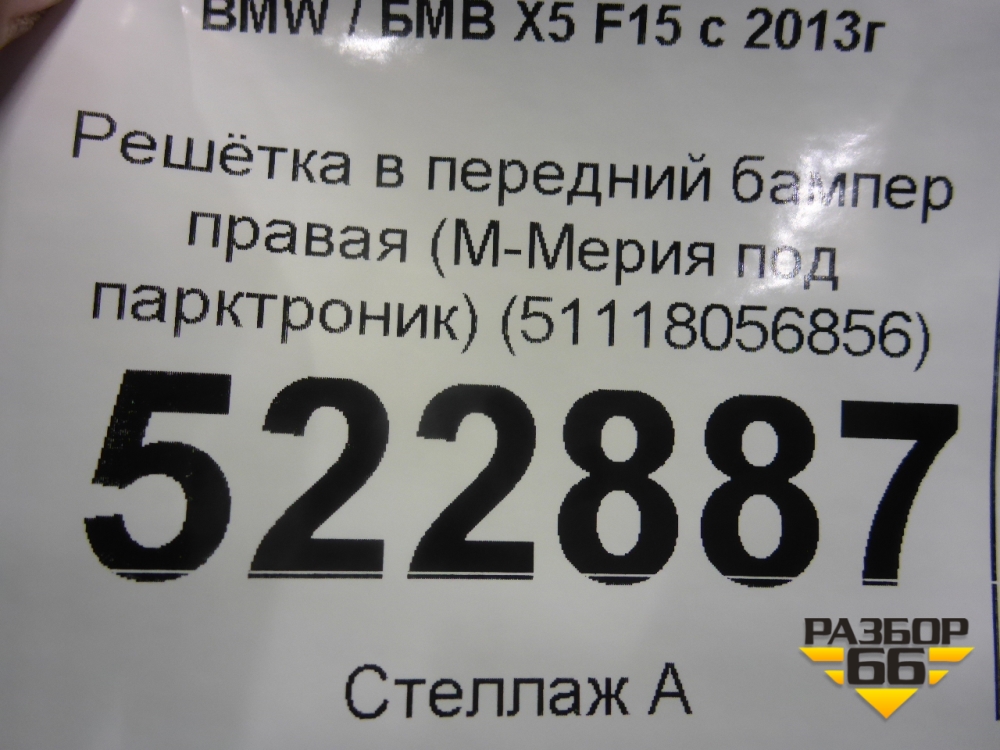 BMW / БМВ X5 F15 с 2013г
Решётка в передний бампер
правая (М-Мерия под
парктроник) (51118056856)
522887
Стеллаж А
РАЗБОР
66